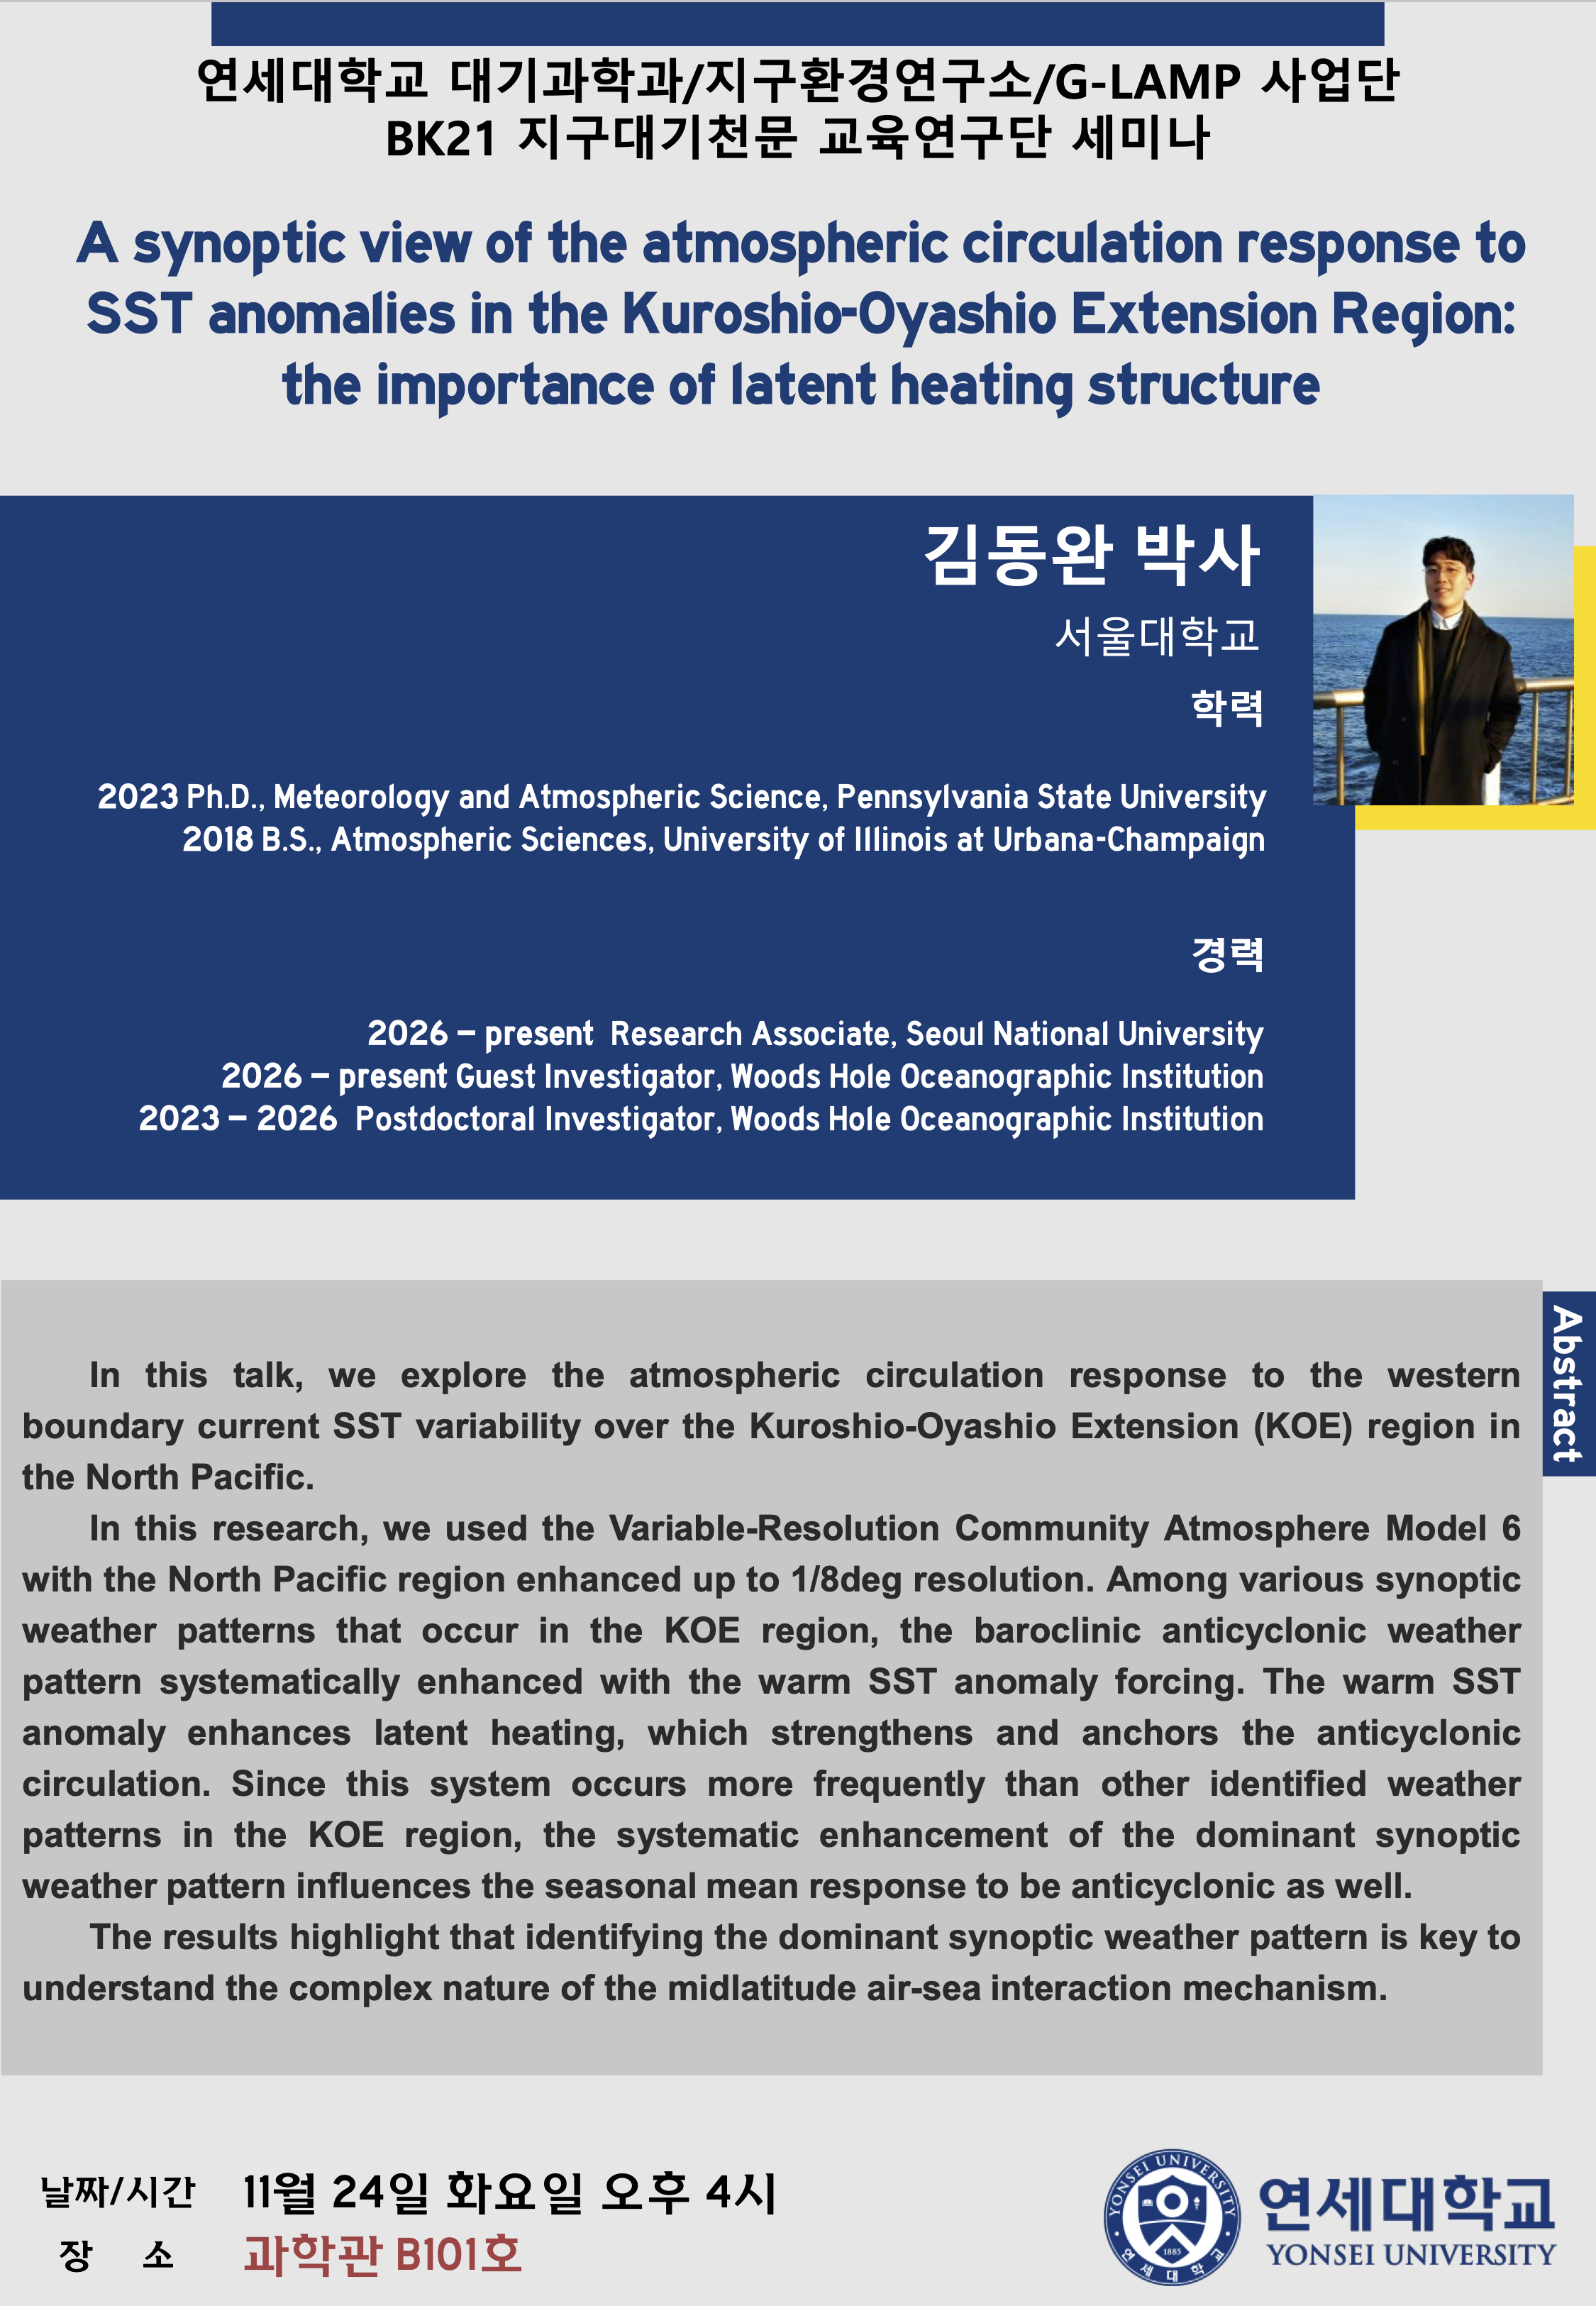 연세대학교 대기과학과/지구환경연구소/G-LAMP 사업단
BK21 지구대기천문 교육연구단 세미나
A synoptic view of the atmospheric circulation response to
SST anomalies in the Kuroshio-Oyashio Extension Region:
the importance of latent heating structure
김동완 박사
서울대학교
학력
2023 Ph.D., Meteorology and Atmospheric Science, Pennsylvania State University
2018 B.S., Atmospheric Sciences, University of Illinois at Urbana-Champaign
경력
2026 – present Research Associate, Seoul National University
2026 – present Guest Investigator, Woods Hole Oceanographic Institution
2023 – 2026 Postdoctoral Investigator, Woods Hole Oceanographic Institution
Abstract
In this talk, we explore the atmospheric circulation response to the western
boundary current SST variability over the Kuroshio-Oyashio Extension (KOE) region in
the North Pacific.
In this research, we used the Variable-Resolution Community Atmosphere Model 6
with the North Pacific region enhanced up to 1/8deg resolution. Among various synoptic
weather patterns that occur in the KOE region, the baroclinic anticyclonic weather
pattern systematically enhanced with the warm SST anomaly forcing. The warm SST
anomaly enhances latent heating, which strengthens and anchors the anticyclonic
circulation. Since this system occurs more frequently than other identified weather
patterns in the KOE region, the systematic enhancement of the dominant synoptic
weather pattern influences the seasonal mean response to be anticyclonic as well.
The results highlight that identifying the dominant synoptic weather pattern is key to
understand the complex nature of the midlatitude air-sea interaction mechanism.
날짜/시간 11월 24일 화요일 오후 4시
장 소 과학관 B101호
YONSEI UNIVERSITY
1885
연세대학교
연세대학교
YONSEI UNIVERSITY